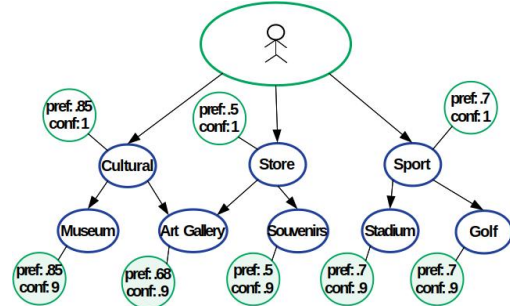 pref: .85
conf: 1
pref: .5
conf: 1
pref: .7
conf: 1
Cultural
Store
Sport
Museum
Art Gallery
Souvenirs
Stadium
Golf
pref: .85
conf: 9
pref: .68
conf: .9
pref: .5
conf: .9
pref: .7
conf: .9
pref: .7
conf: .9